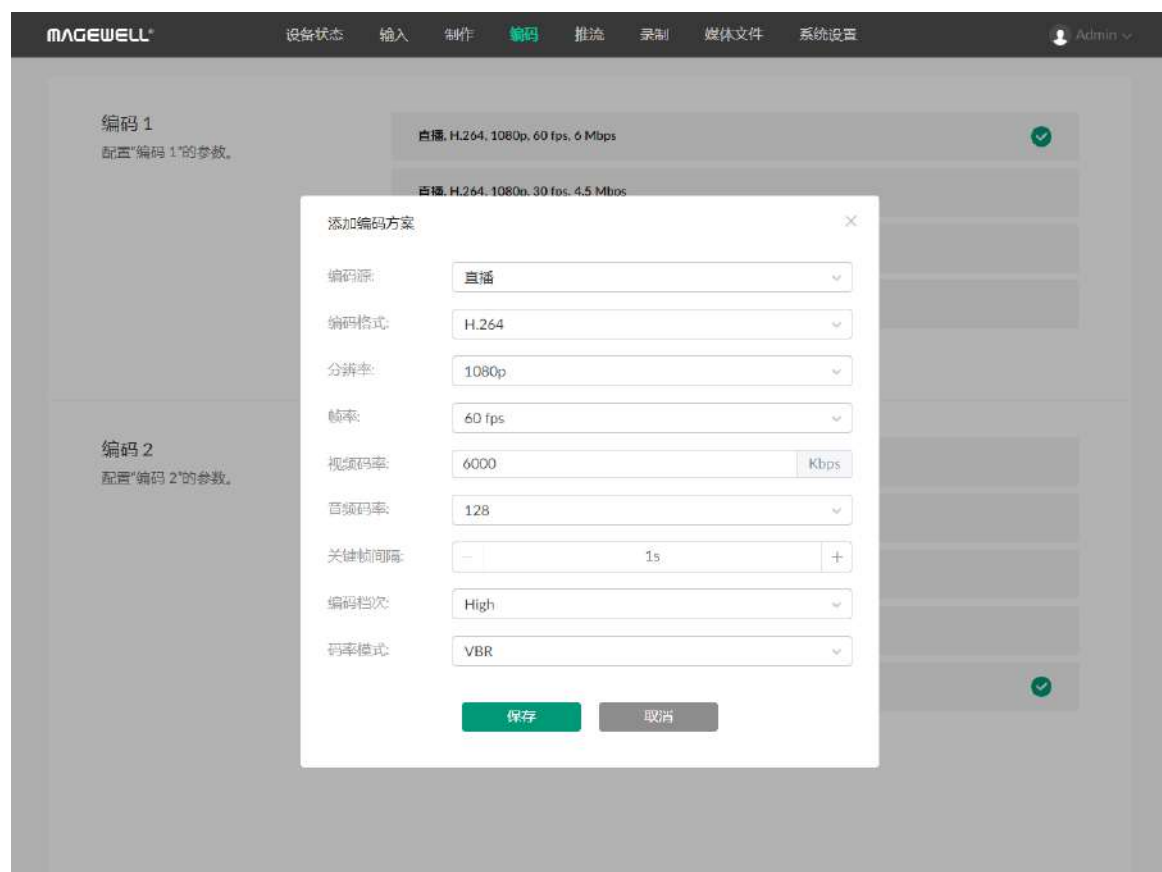 MAGEWELL®
设备状态 输入 制作 编码 推流 录制 媒体文件 系统设置 Admin
编码 1
配置"编码 1"的参数。
直播, H.264, 1080p, 60 fps, 6 Mbps
直播, H.264, 1080p, 30 fps, 4.5 Mbps
添加编码方案
编码源: 直播
编码格式: H.264
分辨率: 1080p
帧率: 60 fps
视频码率: 6000 Kbps
音频码率: 128
关键帧间隔: 1s
编码档次: High
码率模式: VBR
保存 取消
编码 2
配置"编码 2"的参数。